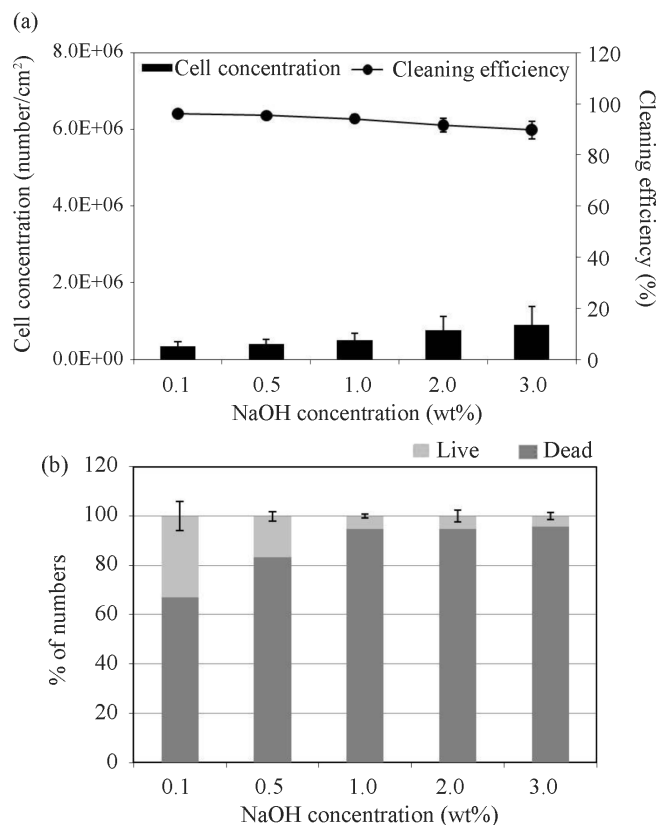 (a)
8.0E+06
6.0E+06
4.0E+06
2.0E+06
0.0E+00
Cell concentration (number/cm²)
Cell concentration
Cleaning efficiency
120
100
80
60
40
20
0
Cleaning efficiency (%)
0.1 0.5 1.0 2.0 3.0
NaOH concentration (wt%)
(b)
Live Dead
120
100
80
60
40
20
0
% of numbers
0.1 0.5 1.0 2.0 3.0
NaOH concentration (wt%)